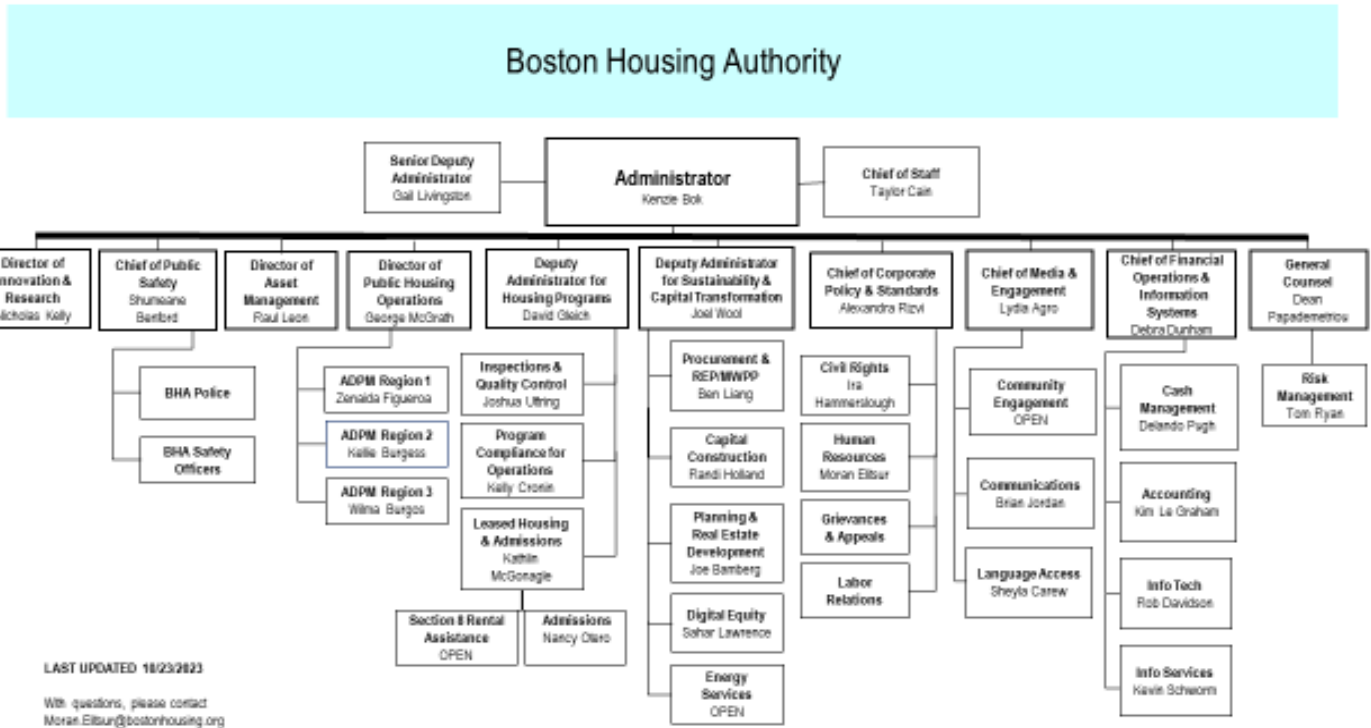 Boston Housing Authority
Senior Deputy
Administrator
Gail Livingston
Administrator
Kenzie Bok
Chief of Staff
Taylor Cain
Director of
nnovation &
Research
Nicholas Kelly
Chief of Public
Safety
Shumeane
Benford
Director of
Asset
Management
Raul Leon
Director of
Public Housing
Operations
George McGrath
Deputy
Administrator for
Housing Programs
David Gleich
Deputy Administrator
for Sustainability &
Capital Transformation
Joel Wool
Chief of Corporate
Policy & Standards
Alexandra Rizvi
Chief of Media &
Engagement
Lydia Agro
Chief of Financial
Operations &
Information
Systems
Debra Dunham
General
Counsel
Dean
Papademetriou
BHA Police
BHA Safety
Officers
ADPM Region 1
Zenaida Figueroa
ADPM Region 2
Kellie Burgess
ADPM Region 3
Wilma Burgos
Inspections &
Quality Control
Joshua Uttring
Program
Compliance for
Operations
Kelly Cronin
Leased Housing
& Admissions
Kathlin
McGonagle
Section 8 Rental
Assistance
OPEN
Admissions
Nancy Otero
Procurement &
REP/MWPP
Ben Liang
Capital
Construction
Randi Holland
Planning &
Real Estate
Development
Joe Bamberg
Digital Equity
Sahar Lawrence
Energy
Services
OPEN
Civil Rights
Ira
Hammerslough
Human
Resources
Moran Elitsur
Grievances
& Appeals
Labor
Relations
Community
Engagement
OPEN
Communications
Brian Jordan
Language Access
Sheyla Carew
Cash
Management
Delando Pugh
Accounting
Kim Le Graham
Info Tech
Rob Davidson
Info Services
Kevin Schworm
Risk
Management
Tom Ryan
LAST UPDATED 10/23/2023
With questions, please contact
Moran.Elitsur@bostonhousing.org